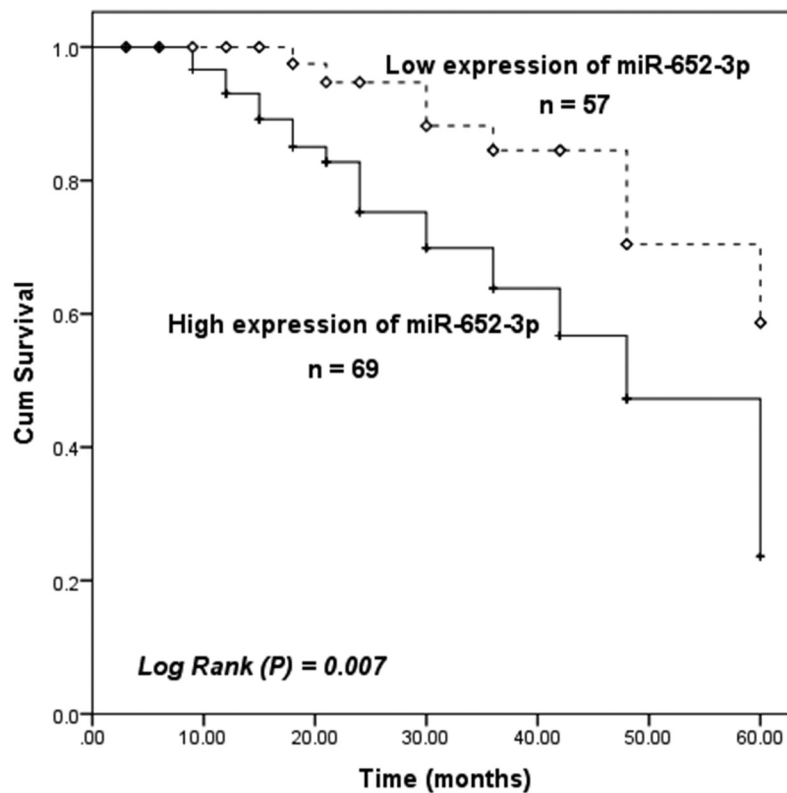 1.0
0.8
0.6
0.4
0.2
0.0
Cum Survival
Low expression of miR-652-3p
n = 57
High expression of miR-652-3p
n = 69
Log Rank (P) = 0.007
.00 10.00 20.00 30.00 40.00 50.00 60.00
Time (months)